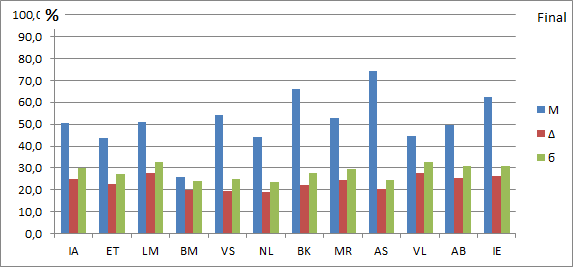 100,0 % Final
90,0
80,0
70,0
60,0
50,0
40,0
30,0
20,0
10,0
0,0
М
Δ
б
IA ET LM BM VS NL BK MR AS VL AB IE